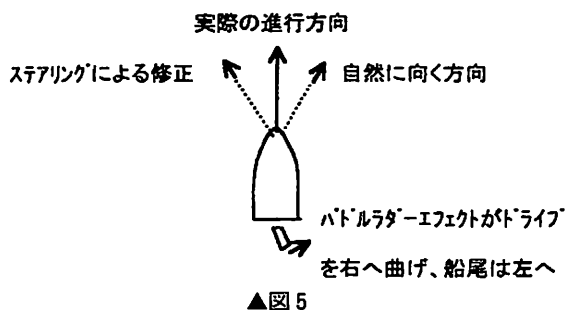 実際の進行方向
ｽﾃｱﾘﾝｸﾞによる修正
自然に向く方向
ﾊﾟﾄﾞﾙﾗﾀﾞｰｴﾌｪｸﾄがﾄﾞﾗｲﾌﾞ
を右へ曲げ、船尾は左へ
▲図5